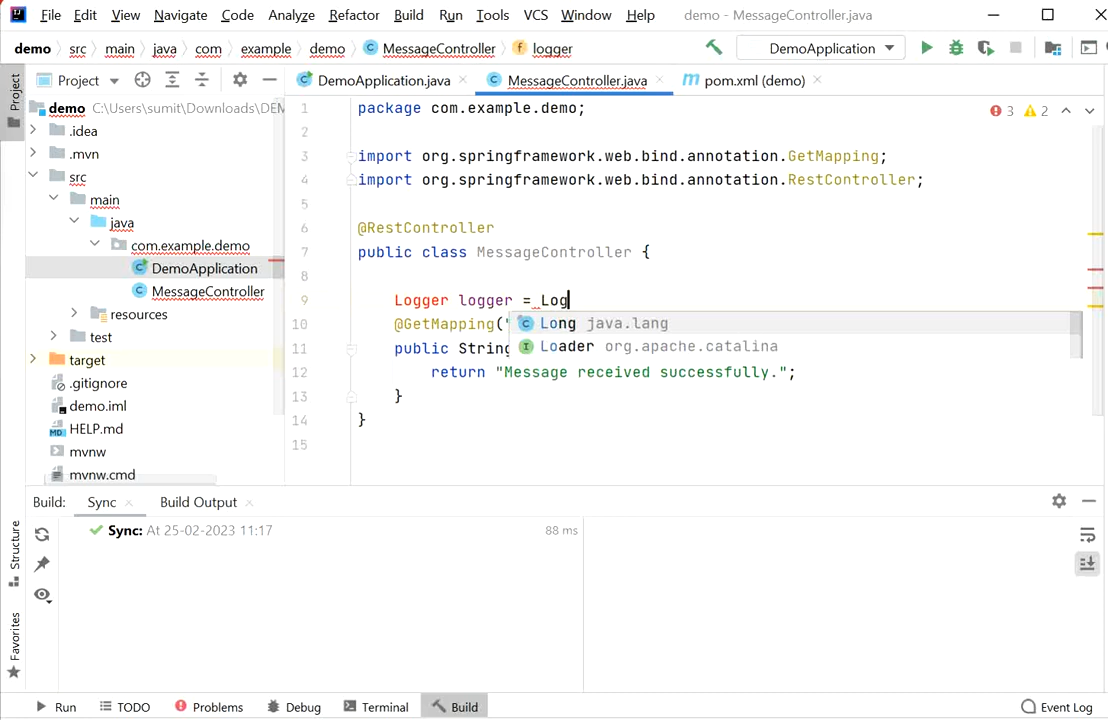 File Edit View Navigate Code Analyze Refactor Build Run Tools VCS Window Help demo - MessageController.java
demo src main java com example demo MessageController logger DemoApplication
Project
DemoApplication.java MessageController.java pom.xml (demo)
Project
demo C:\Users\sumit\Downloads\DEM
.idea
.mvn
src
main
java
com.example.demo
DemoApplication
MessageController
resources
test
target
.gitignore
demo.iml
HELP.md
mvnw
mvnw.cmd
3 2
1 package com.example.demo;
2
3 import org.springframework.web.bind.annotation.GetMapping;
4 import org.springframework.web.bind.annotation.RestController;
5
6 @RestController
7 public class MessageController {
8
9 Logger logger = Log
10 @GetMapping("
11 public String
12 return "Message received successfully.";
13 }
14 }
15
Long java.lang
Loader org.apache.catalina
Build: Sync Build Output
Sync: At 25-02-2023 11:17 88 ms
Structure
Favorites
Run TODO Problems Debug Terminal Build Event Log